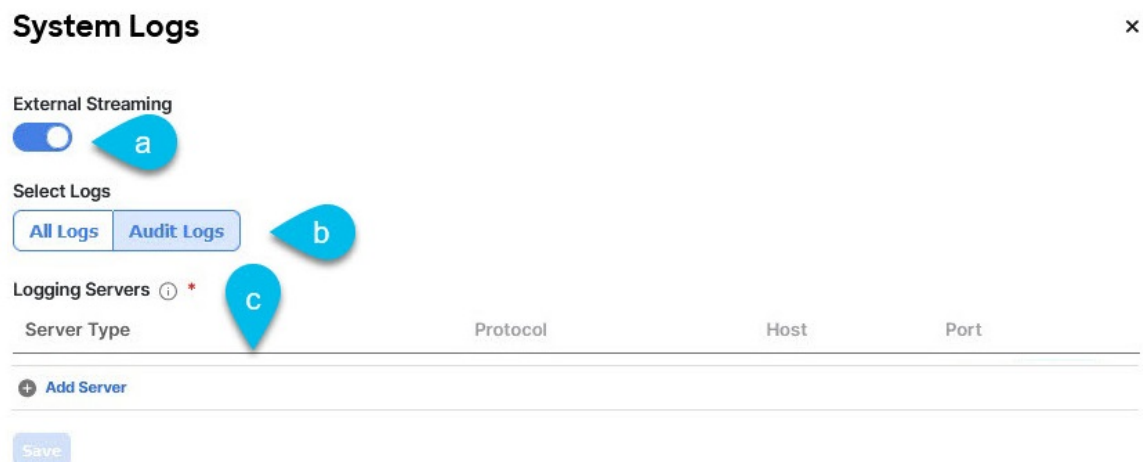 System Logs ×
External Streaming
a
Select Logs
All Logs Audit Logs
b
Logging Servers ⓘ *
c
Server Type Protocol Host Port
Add Server
Save